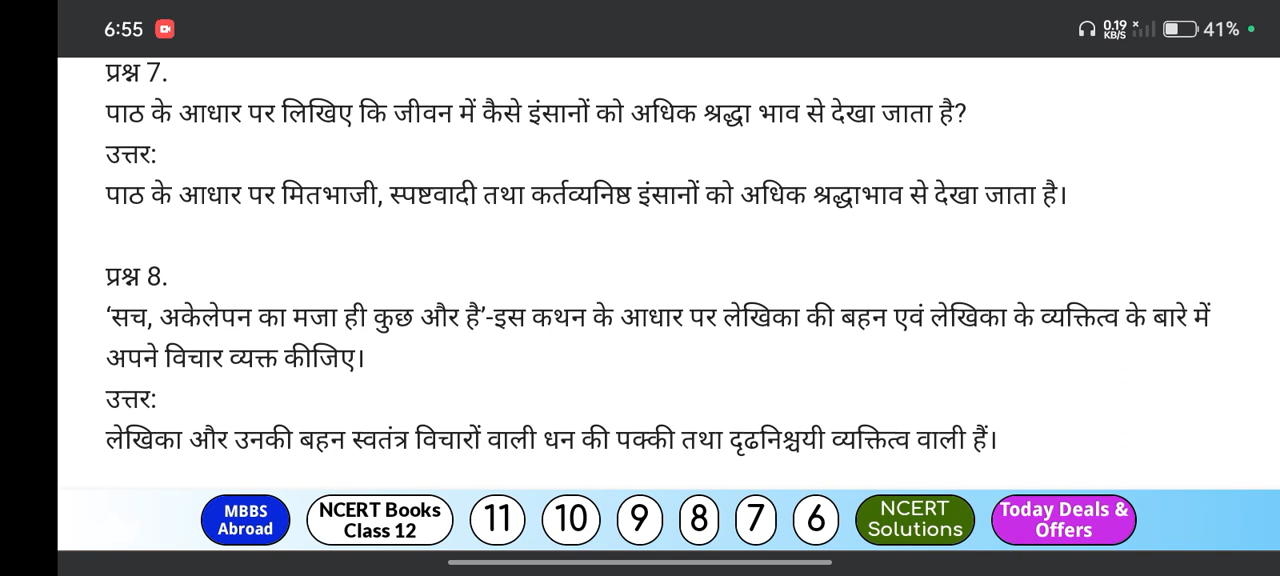 6:55
0.19 KB/S
41%
प्रश्न 7.
पाठ के आधार पर लिखिए कि जीवन में कैसे इंसानों को अधिक श्रद्धा भाव से देखा जाता है?
उत्तर:
पाठ के आधार पर मितभाजी, स्पष्टवादी तथा कर्तव्यनिष्ठ इंसानों को अधिक श्रद्धाभाव से देखा जाता है।
प्रश्न 8.
‘सच, अकेलेपन का मजा ही कुछ और है’-इस कथन के आधार पर लेखिका की बहन एवं लेखिका के व्यक्तित्व के बारे में
अपने विचार व्यक्त कीजिए।
उत्तर:
लेखिका और उनकी बहन स्वतंत्र विचारों वाली धन की पक्की तथा दृढनिश्चयी व्यक्तित्व वाली हैं।
MBBS
Abroad
NCERT Books
Class 12
11
10
9
8
7
6
NCERT
Solutions
Today Deals &
Offers